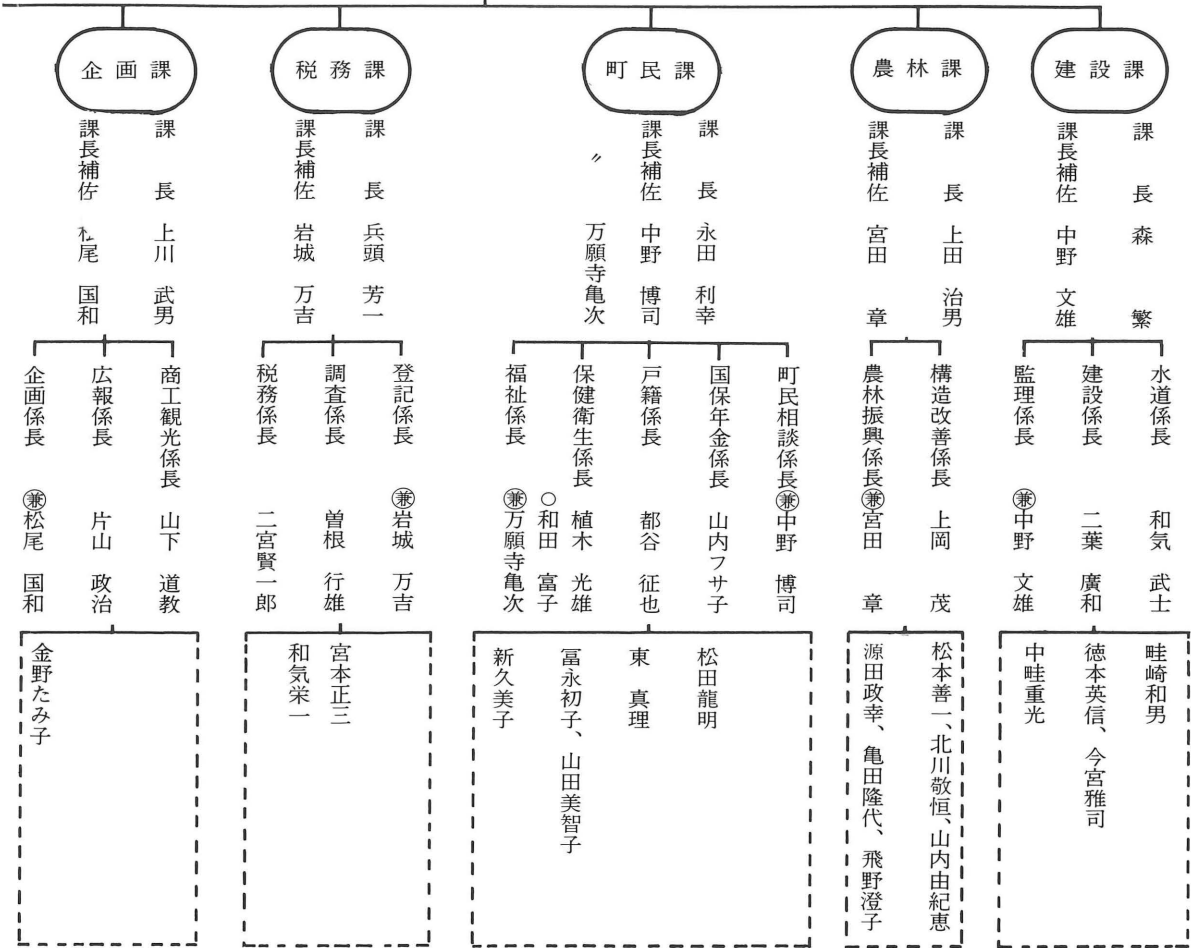 建設課
課長 森 繁
課長補佐 中野 文雄
水道係長 和気 武士
建設係長 二葉 廣和
監理係長 ㊒中野 文雄
畦崎和男
徳本英信、今宮雅司
中畦重光
農林課
課長 上田 治男
課長補佐 宮田 章
構造改善係長 上岡 茂
農林振興係長 兼宮田 章
松本善一、北川敬恒、山内由紀恵
源田政幸、亀田隆代、飛野澄子
町民課
課長 永田 利幸
課長補佐 中野 博司
〃 万願寺亀次
町民相談係長 兼中野 博司
国保年金係長 山内フサ子
戸籍係長 都谷 征也
保健衛生係長 植木 光雄
○和田 富子
福祉係長 兼万願寺亀次
松田龍明
東 真理
冨永初子、山田美智子
新久美子
税務課
課長 兵頭 芳一
課長補佐 岩城 万吉
登記係長 兼岩城 万吉
調査係長 曽根 行雄
税務係長 二宮賢一郎
宮本正三
和気栄一
企画課
課長 上川 武男
課長補佐 松尾 国和
商工観光係長 山下 道教
広報係長 片山 政治
企画係長 兼松尾 国和
金野たみ子